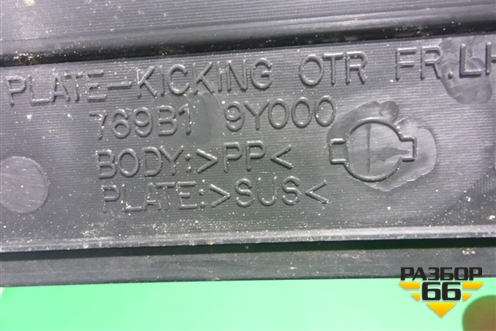 PLATE-KICKING OTR FR.LH
769B1 9Y000
BODY:>PP<
PLATE:>SUS<
РАЗБОР
66